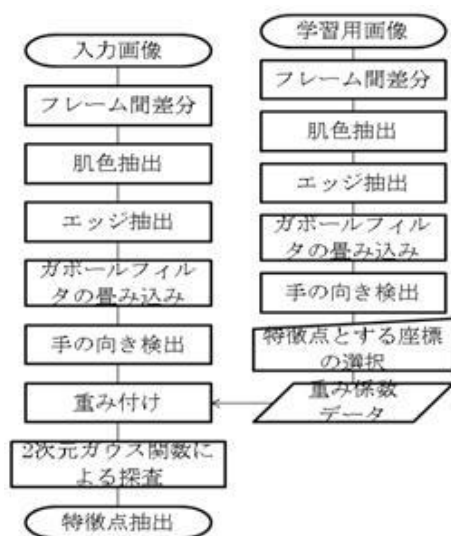 入力画像
フレーム間差分
肌色抽出
エッジ抽出
ガボールフィル
タの畳み込み
手の向き検出
重み付け
2次元ガウス関数に
よる探査
特徴点抽出
学習用画像
フレーム間差分
肌色抽出
エッジ抽出
ガボールフィル
タの畳み込み
手の向き検出
特徴点とする座標
の選択
重み係数
データ